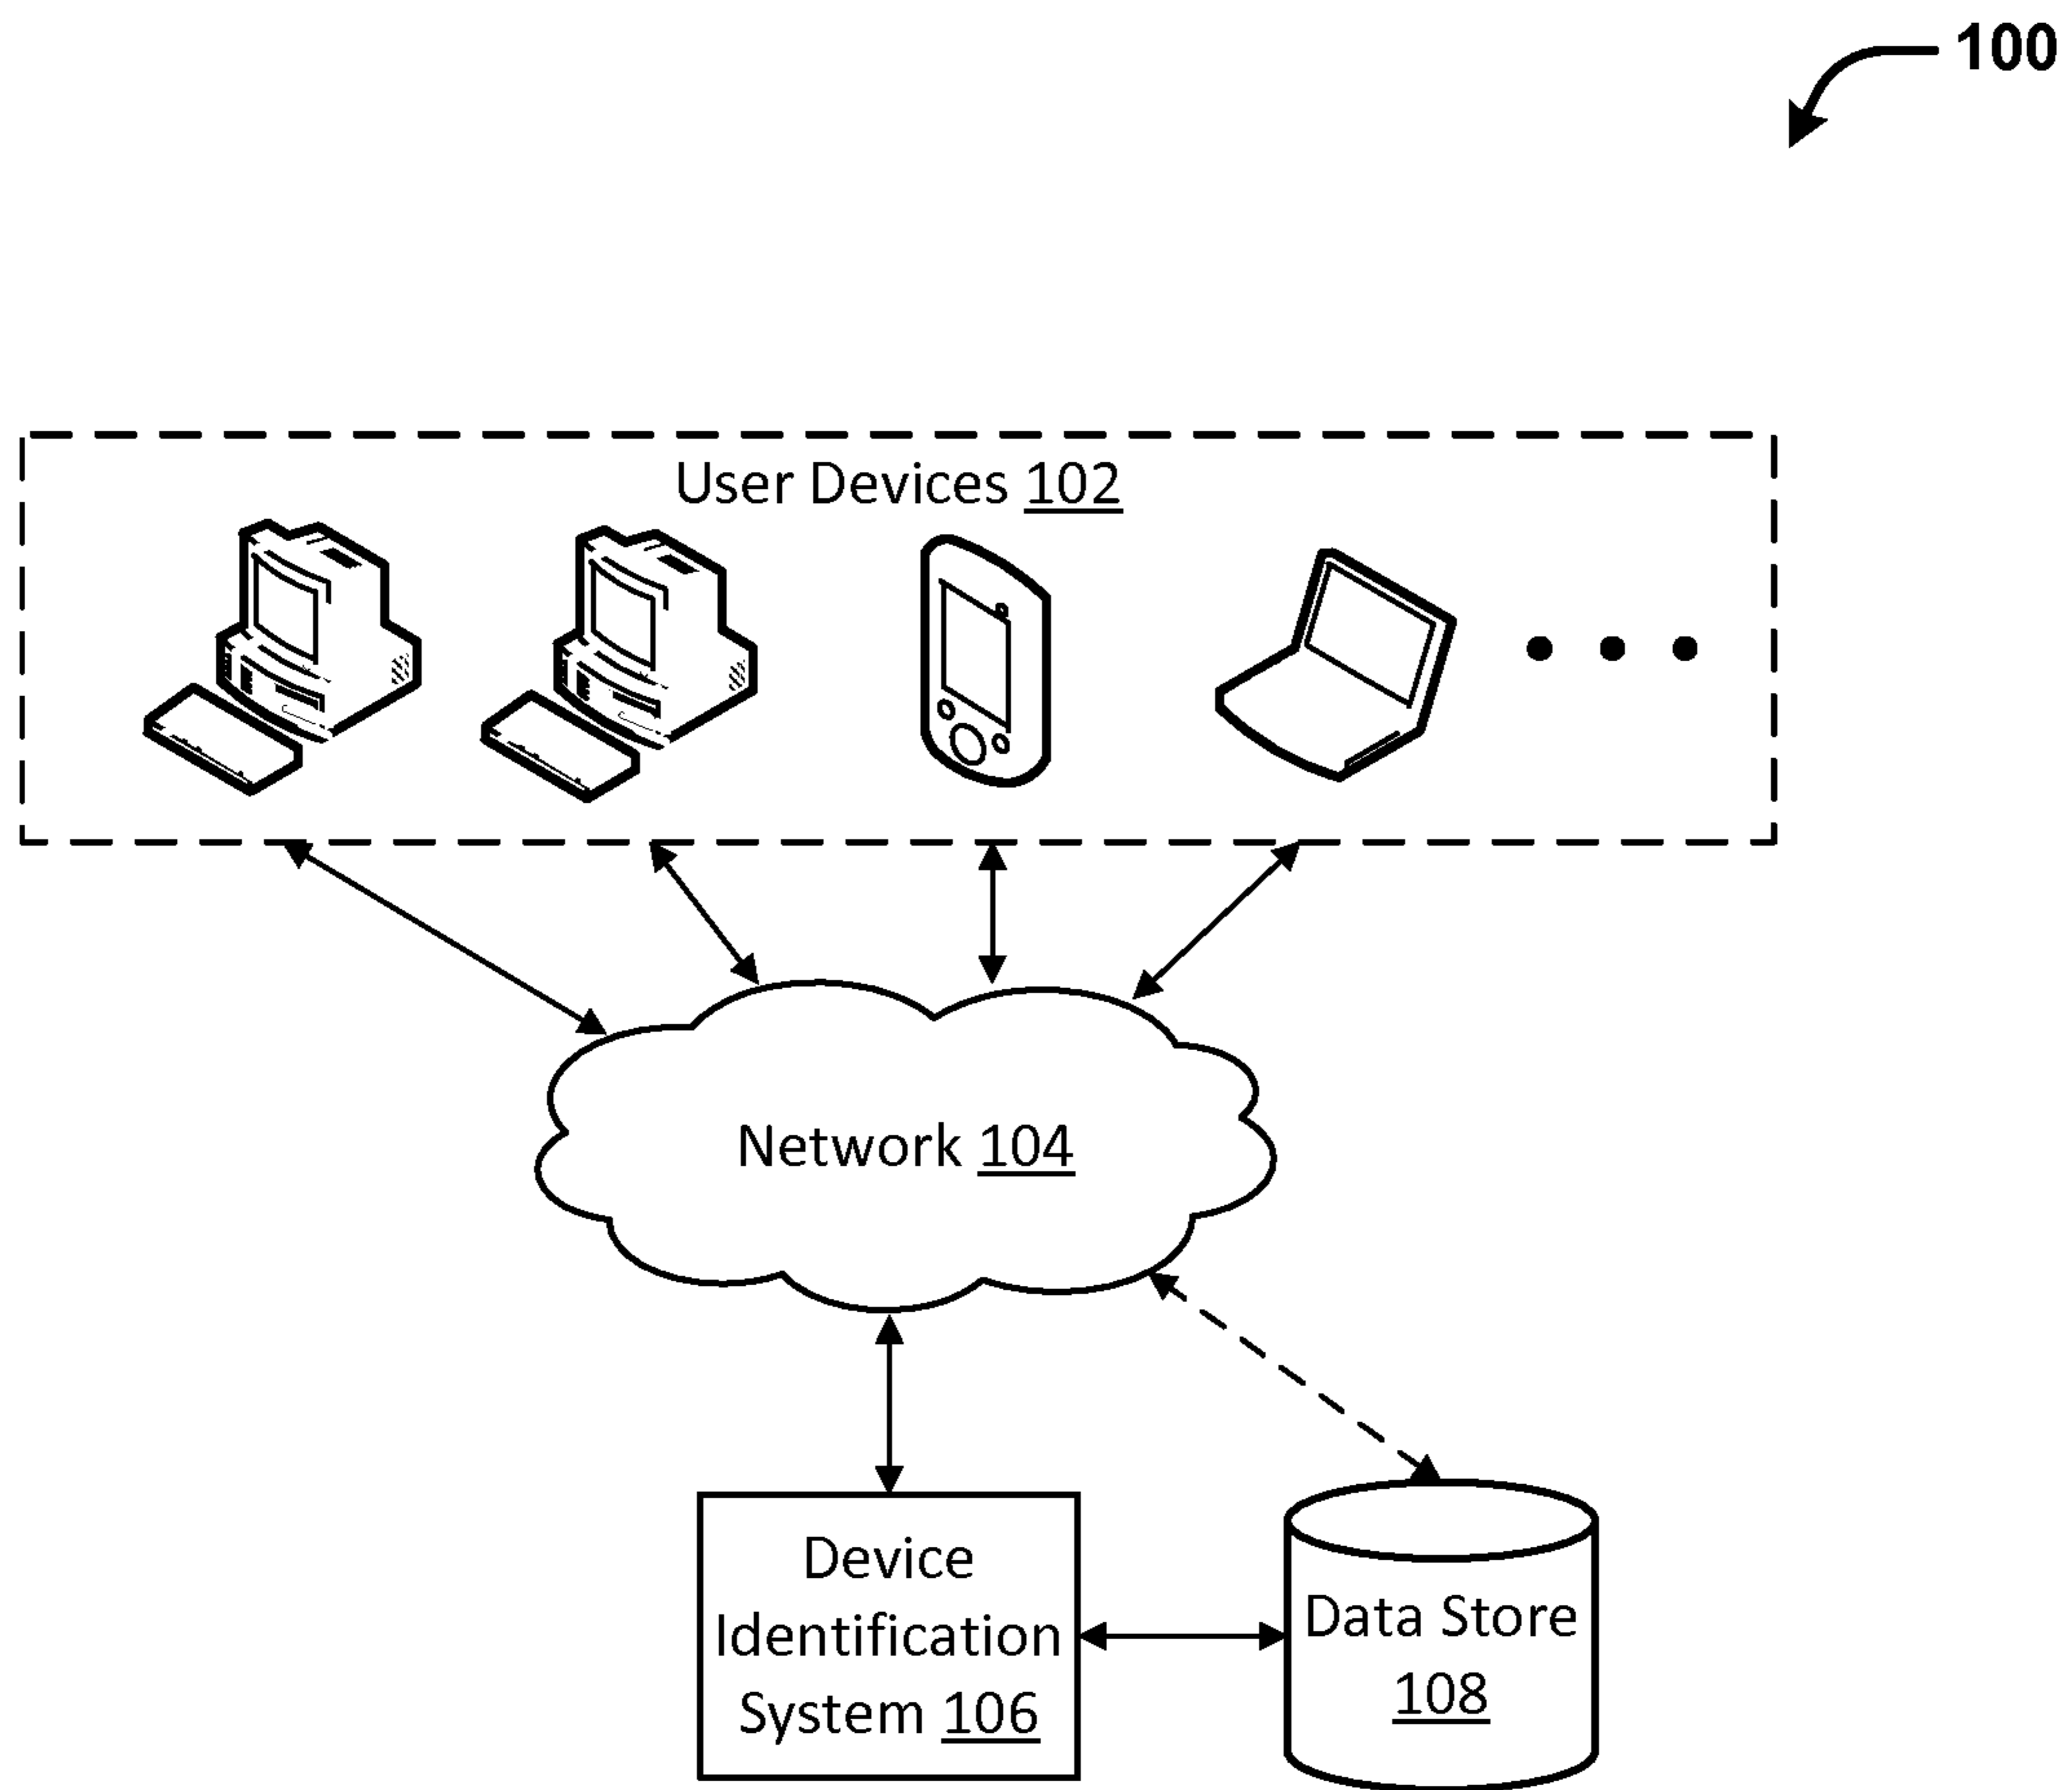 100
User Devices 102
Network 104
Device
Identification
System 106
Data Store
108